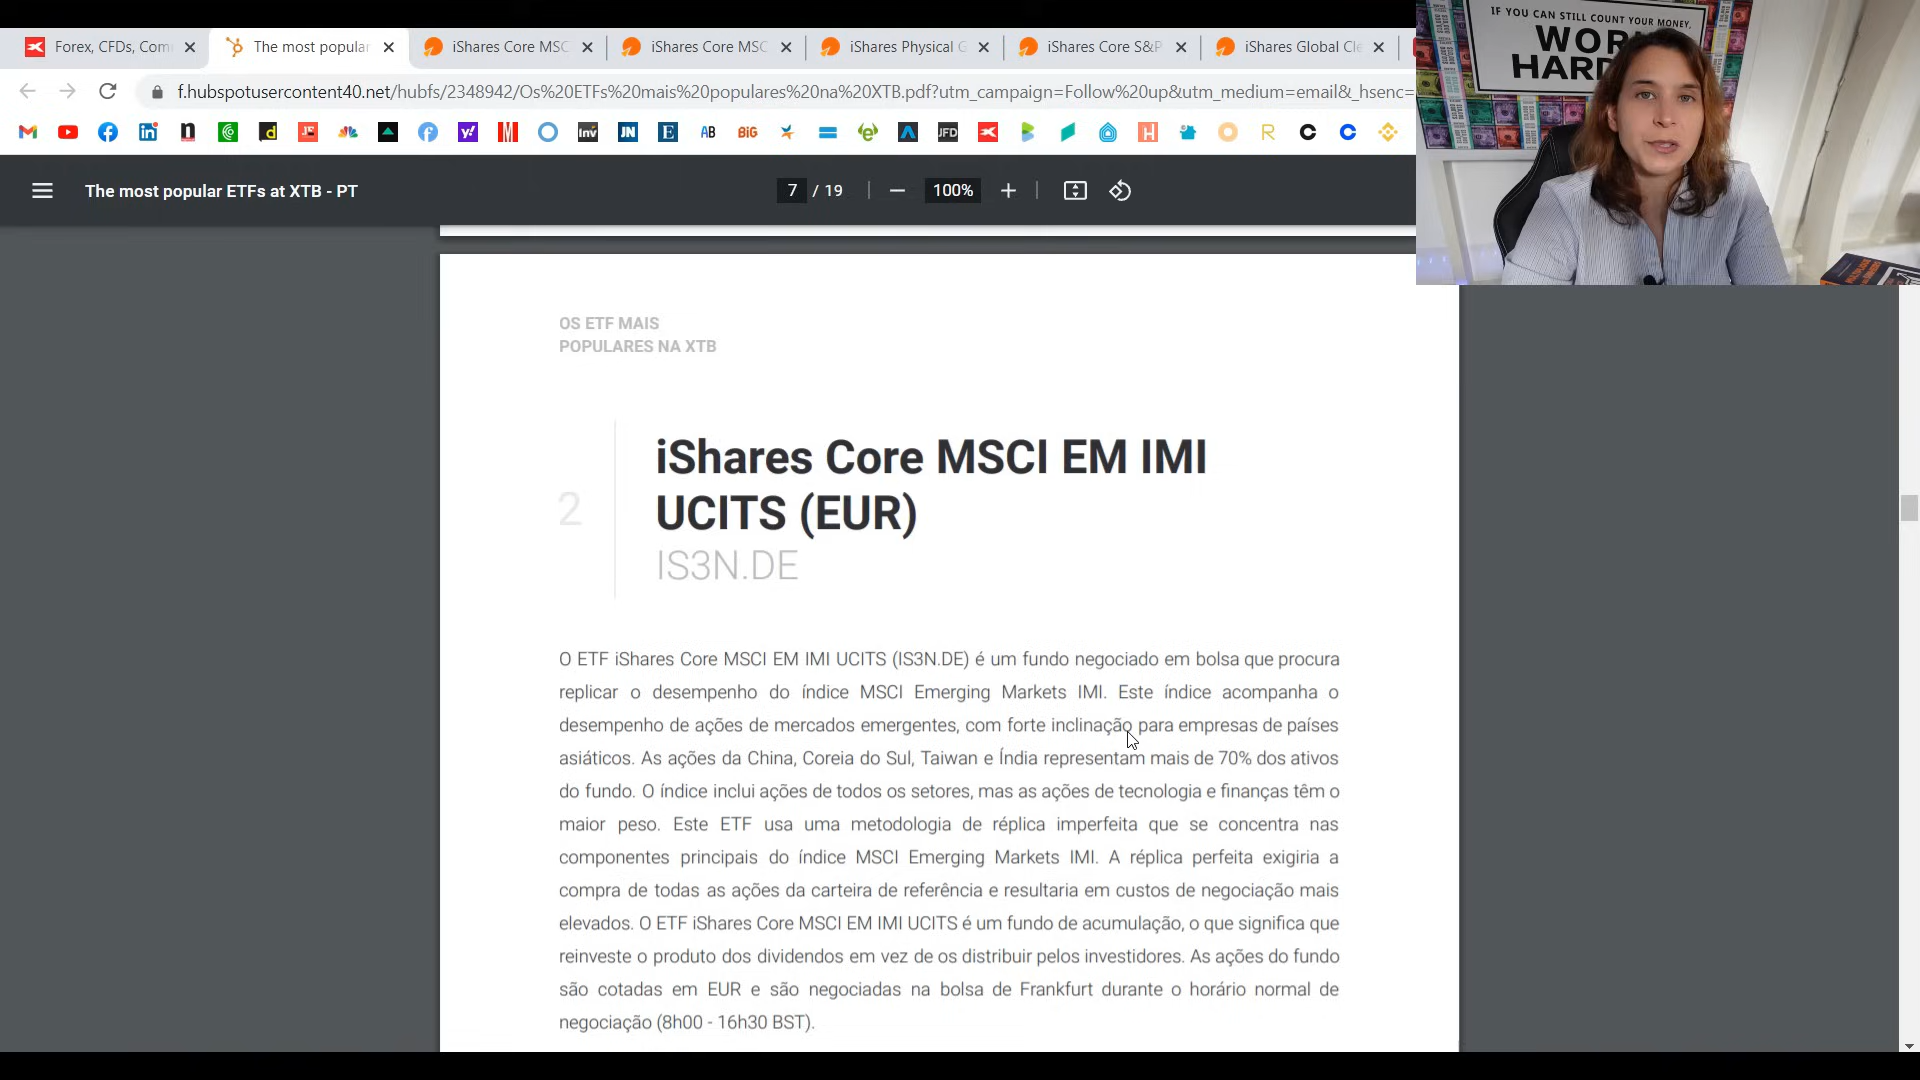 Forex, CFDs, Com
The most popular
iShares Core MSC
iShares Core MSC
iShares Physical G
iShares Core S&P
iShares Global Cle
f.hubspotusercontent40.net/hubfs/2348942/Os%20ETFs%20mais%20populares%20na%20XTB.pdf?utm_campaign=Follow%20up&utm_medium=email&_hsenc=
The most popular ETFs at XTB - PT
7 / 19
100%
IF YOU CAN STILL COUNT YOUR MONEY,
WOR
HARD
OS ETF MAIS
POPULARES NA XTB
2
iShares Core MSCI EM IMI
UCITS (EUR)
IS3N.DE
O ETF iShares Core MSCI EM IMI UCITS (IS3N.DE) é um fundo negociado em bolsa que procura
replicar o desempenho do índice MSCI Emerging Markets IMI. Este índice acompanha o
desempenho de ações de mercados emergentes, com forte inclinação para empresas de países
asiáticos. As ações da China, Coreia do Sul, Taiwan e Índia representam mais de 70% dos ativos
do fundo. O índice inclui ações de todos os setores, mas as ações de tecnologia e finanças têm o
maior peso. Este ETF usa uma metodologia de réplica imperfeita que se concentra nas
componentes principais do índice MSCI Emerging Markets IMI. A réplica perfeita exigiria a
compra de todas as ações da carteira de referência e resultaria em custos de negociação mais
elevados. O ETF iShares Core MSCI EM IMI UCITS é um fundo de acumulação, o que significa que
reinveste o produto dos dividendos em vez de os distribuir pelos investidores. As ações do fundo
são cotadas em EUR e são negociadas na bolsa de Frankfurt durante o horário normal de
negociação (8h00 - 16h30 BST).